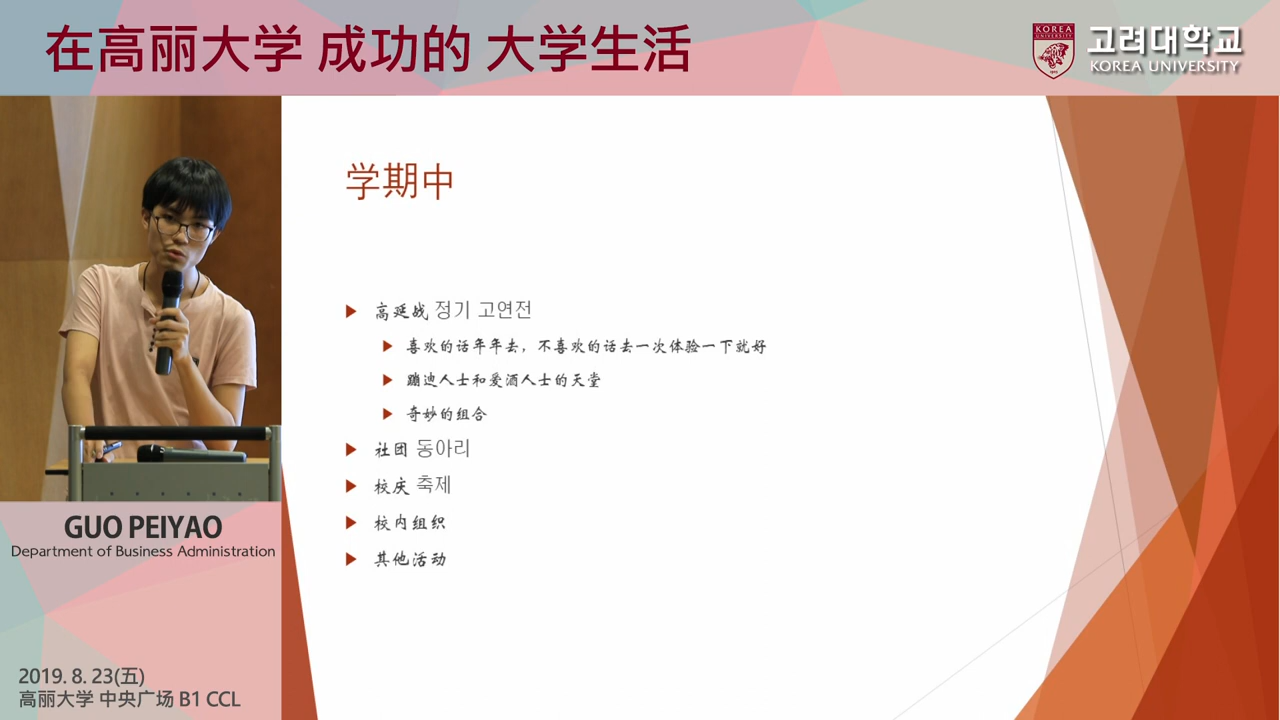 在高丽大学 成功的 大学生活
KOREA
UNIVERSITY
고려대학교
KOREA UNIVERSITY
学期中
高延战 정기 고연전
喜欢的话年年去，不喜欢的话去一次体验一下就好
蹦迪人士和爱酒人士的天堂
奇妙的组合
社团 동아리
校庆 축제
校内组织
其他活动
GUO PEIYAO
Department of Business Administration
2019. 8. 23(五)
高丽大学 中央广场 B1 CCL